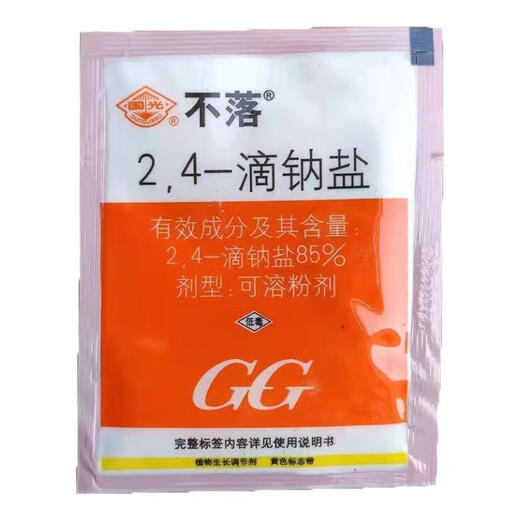 国光
GUOGUANG
®
不落®
2,4—滴钠盐
有效成分及其含量:
2,4—滴钠盐85%
剂型:可溶粉剂
低毒
GG
完整标签内容详见使用说明书
植物生长调节剂 黄色标志带